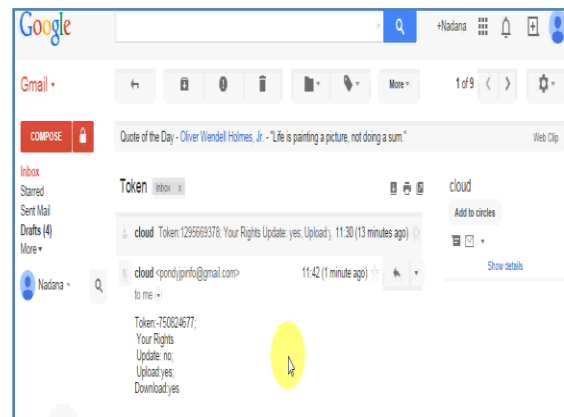 Google
+Nadana
Gmail
More
1 of 9
COMPOSE
Quote of the Day - Oliver Wendell Holmes, Jr. - "Life is painting a picture, not doing a sum."
Web Clip
Inbox
Starred
Sent Mail
Drafts (4)
More
Nadana
Token
Inbox x
cloud Token:1295669378; Your Rights Update: yes; Upload: 11:30 (13 minutes ago)
cloud <pondyjpinfo@gmail.com> 11:42 (1 minute ago)
to me
Token:-750824677;
Your Rights
Update: no;
Upload:yes;
Download:yes
cloud
Add to circles
Show details